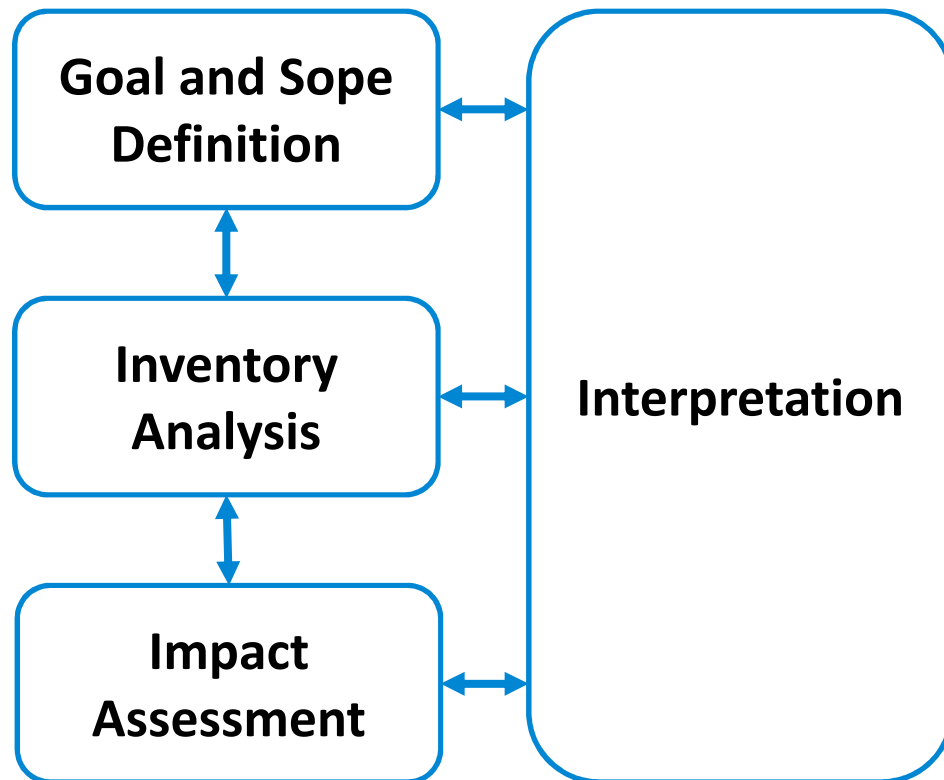 Goal and Sope
Definition
Inventory
Analysis
Interpretation
Impact
Assessment